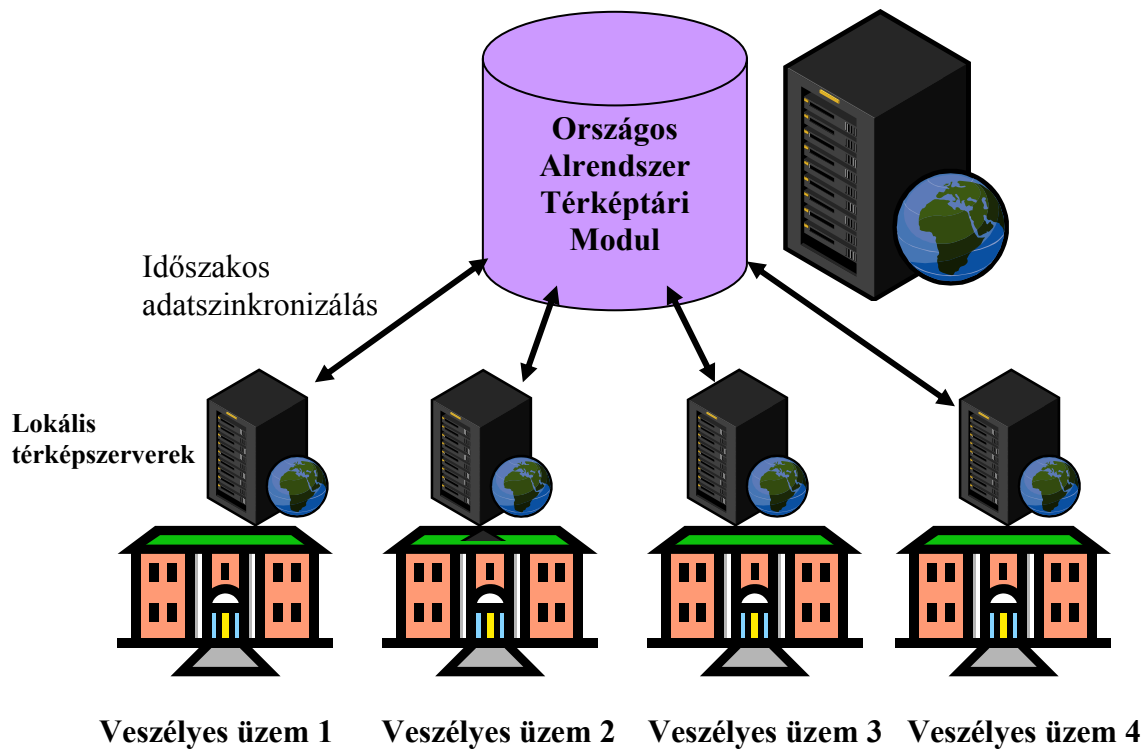 Országos
Alrendszer
Térképtári
Modul
Időszakos
adatszinkronizálás
Lokális
térképszerverek
Veszélyes üzem 1
Veszélyes üzem 2
Veszélyes üzem 3
Veszélyes üzem 4